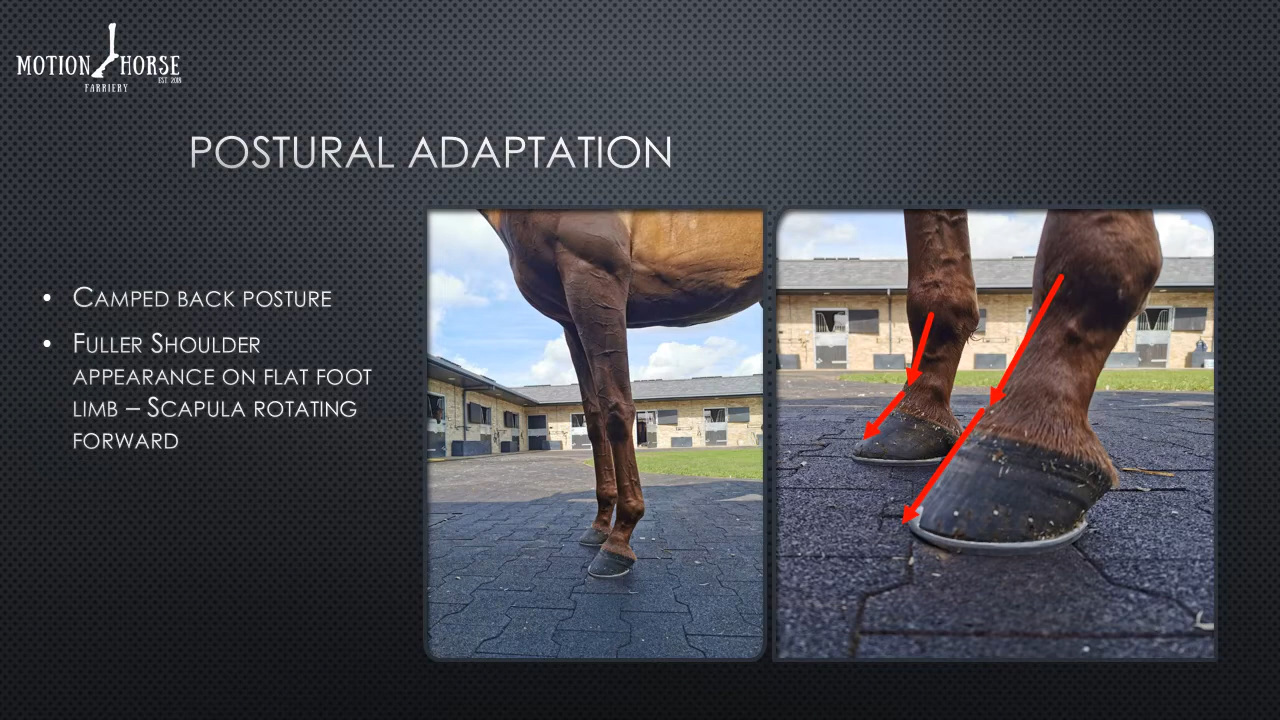 MOTION HORSE
EST. 2018
FARRIERY
POSTURAL ADAPTATION
• CAMPED BACK POSTURE
• FULLER SHOULDER
APPEARANCE ON FLAT FOOT
LIMB – SCAPULA ROTATING
FORWARD